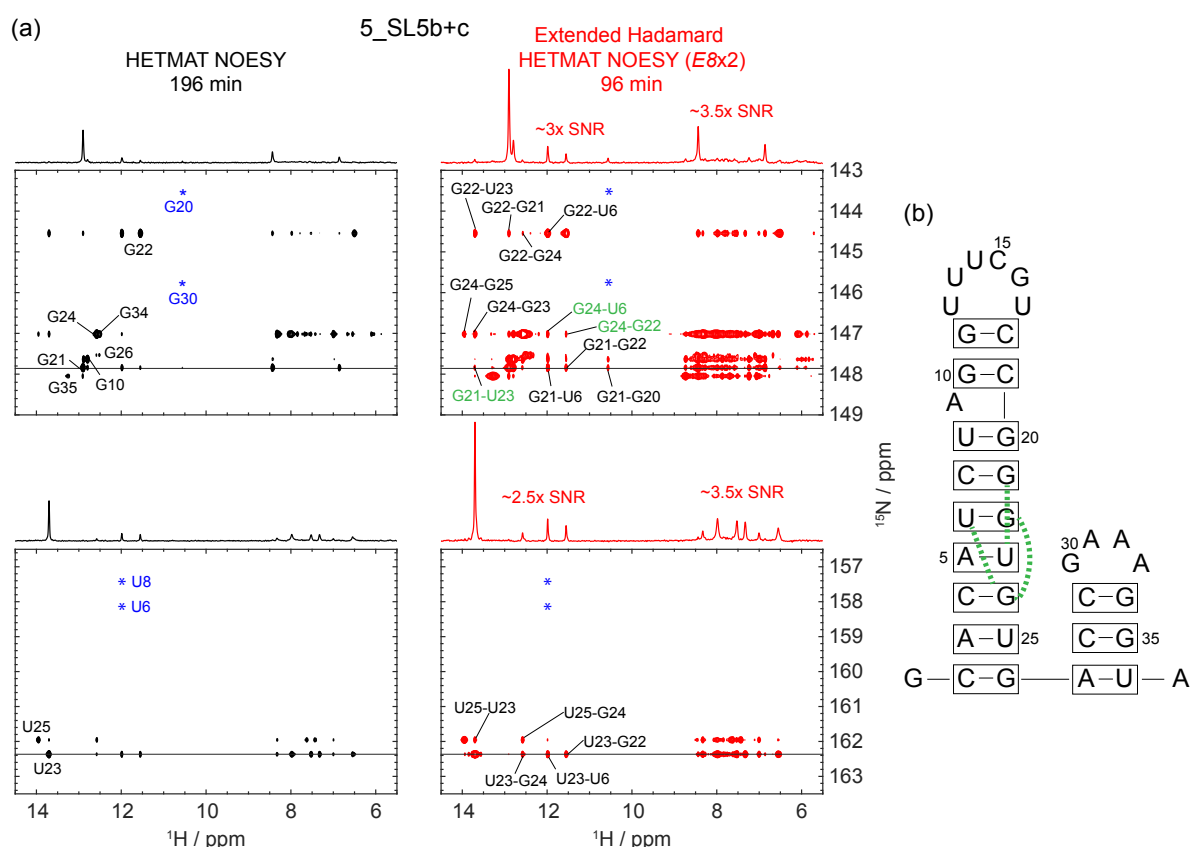 (a)
5_SL5b+c
HETMAT NOESY
196 min
Extended Hadamard
HETMAT NOESY (E8x2)
96 min
~3x SNR
~3.5x SNR
*
G20
G22
*
G30
G24
G34
G21
G26
G10
G35
G22-U23
G22-G21
G22-U6
G22-G24
*
*
G24-G25
G24-G23
G24-U6
G24-G22
G21-G22
G21-U23
G21-U6
G21-G20
143
144
145
146
147
148
149
~2.5x SNR
~3.5x SNR
* U8
* U6
U25
U23
*
*
U25-U23
U25-G24
U23-G22
U23-G24
U23-U6
157
158
159
160
161
162
163
¹⁵N / ppm
14 12 10 8 6
¹H / ppm
14 12 10 8 6
¹H / ppm
(b)
15
U U C G
U U
G-C
10 G-C
A
U-G 20
C-G
U-G
5 A-U
C-G
A-U 25
G C-G A-U A
30 G A A A
C-G
C-G 35